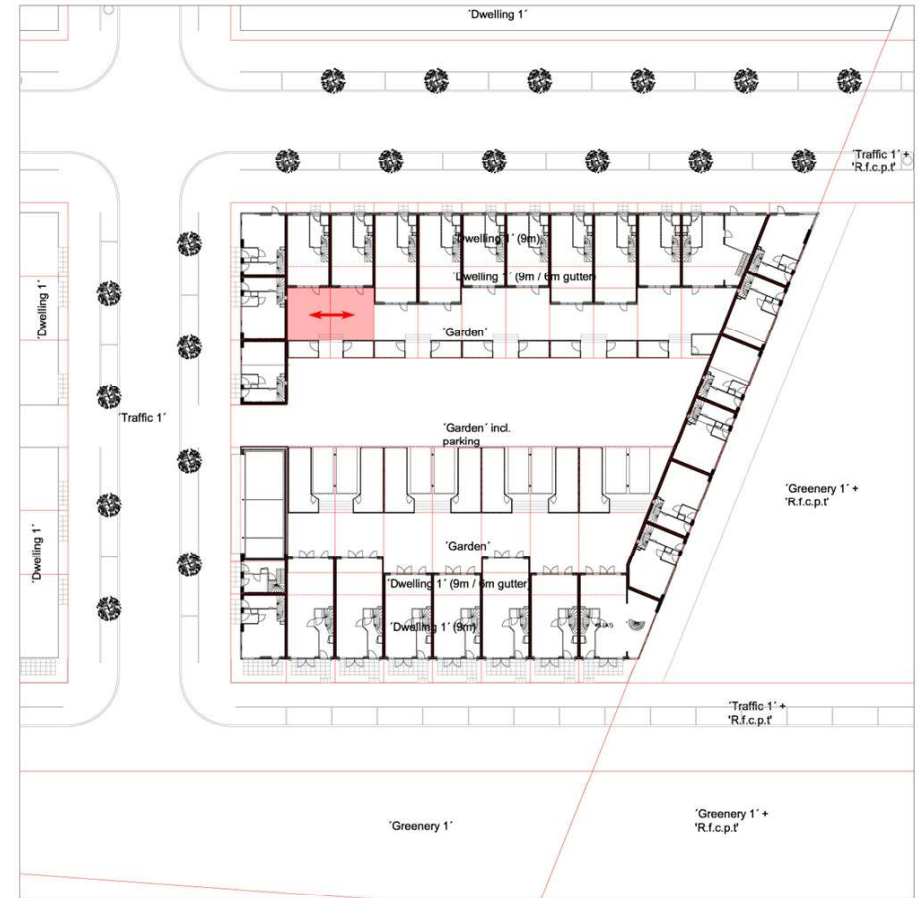 ´Dwelling 1´
´Traffic 1´ +
'R.f.c.p.t'
´Dwelling 1´ (9m)
´Dwelling 1´ (9m / 6m gutter)
´Dwelling 1´
´Garden´
´Traffic 1´
´Garden´ incl.
parking
´Greenery 1´ +
'R.f.c.p.t'
´Dwelling 1´
´Garden´
´Dwelling 1´ (9m / 6m gutter)
´Dwelling 1´ (9m)
´Traffic 1´ +
'R.f.c.p.t'
´Greenery 1´
´Greenery 1´ +
'R.f.c.p.t'